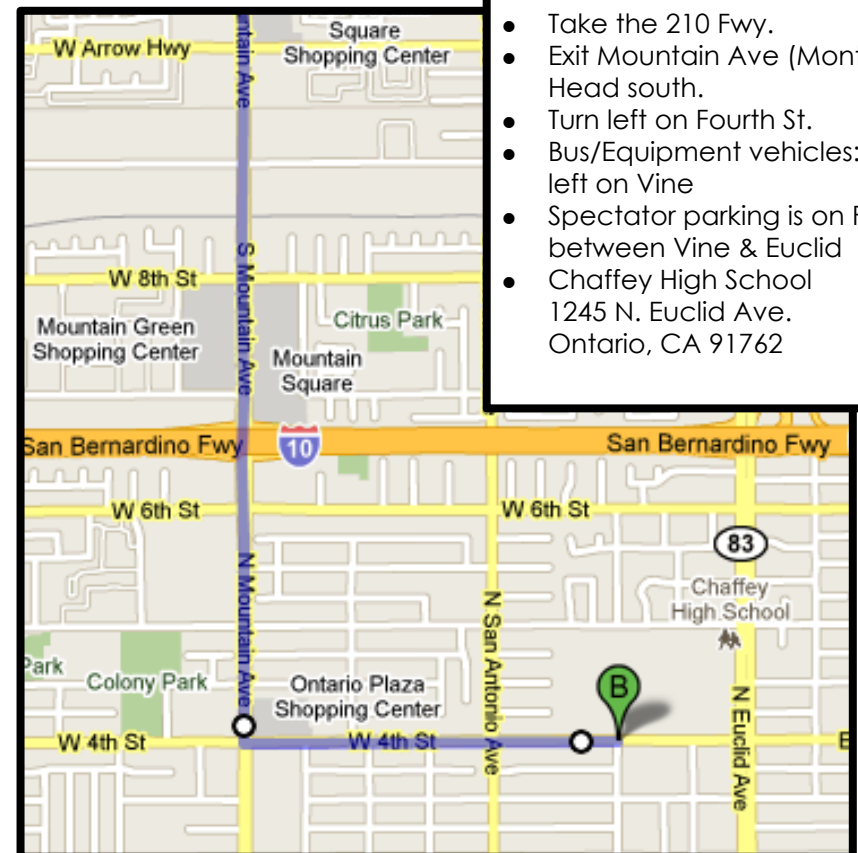 ● Take the 210 Fwy.
● Exit Mountain Ave (Mont
Head south.
● Turn left on Fourth St.
● Bus/Equipment vehicles:
left on Vine
● Spectator parking is on F
between Vine & Euclid
● Chaffey High School
1245 N. Euclid Ave.
Ontario, CA 91762
W Arrow Hwy
ntain Ave
Square
Shopping Center
W 8th St
S Mountain Ave
Citrus Park
Mountain Green
Shopping Center
Mountain
Square
San Bernardino Fwy
10
San Bernardino Fwy
W 6th St
W 6th St
83
Chaffey
High School
N Mountain Ave
N San Antonio Ave
Park
Colony Park
Ontario Plaza
Shopping Center
B
N Euclid Ave
W 4th St
W 4th St
E